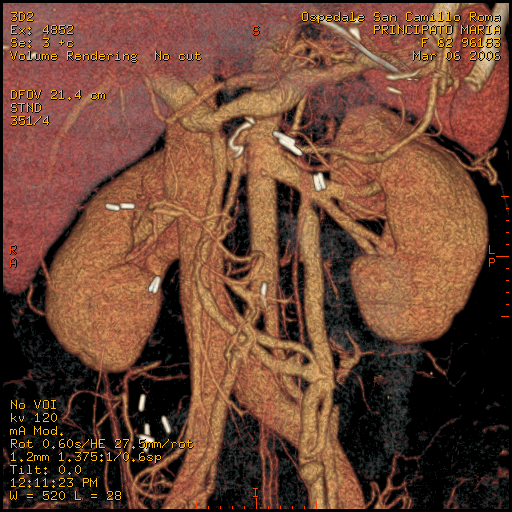 3D2
Ex: 4852
Se: 3 +c
Volume Rendering No cut
DFOV 21.4 cm
STND
351/4
Ospedale San Camillo Roma
PRINCIPATO MARIA
F 62 96183
Mar 06 2006
S
R
A
L
P
No VOI
kv 120
mA Mod.
Rot 0.60s/HE 27.5mm/rot
1.2mm 1.375:1/0.6sp
Tilt: 0.0
12:11:23 PM
W = 520 L = 28
I